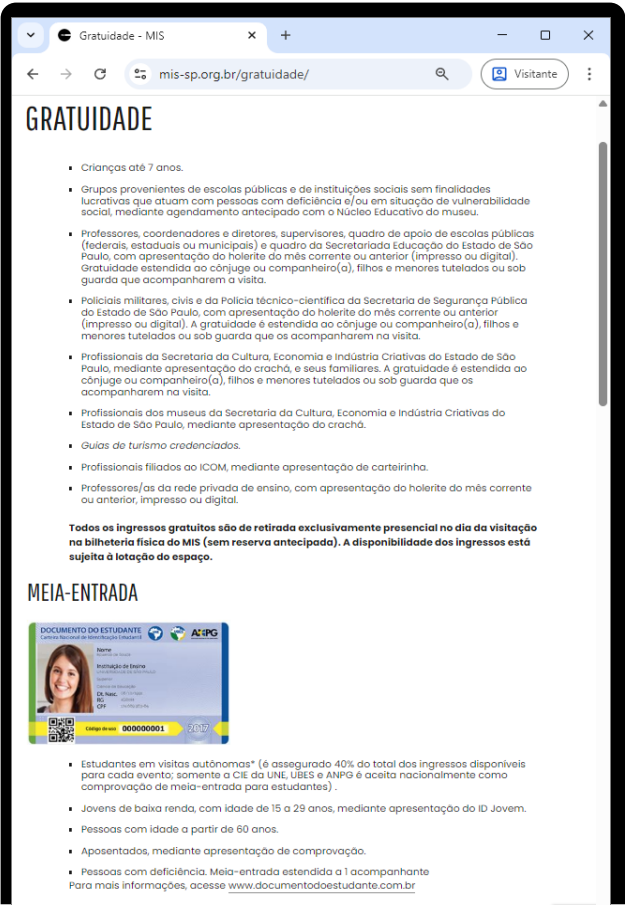 Gratuidade - MIS
mis-sp.org.br/gratuidade/
Visitante
GRATUIDADE
Crianças até 7 anos.
Grupos provenientes de escolas públicas e de instituições sociais sem finalidades
lucrativas que atuam com pessoas com deficiência e/ou em situação de vulnerabilidade
social, mediante agendamento antecipado com o Núcleo Educativo do museu.
Professores, coordenadores e diretores, supervisores, quadro de apoio de escolas públicas
(federais, estaduais ou municipais) e quadro da Secretariada Educação do Estado de São
Paulo, com apresentação do holerite do mês corrente ou anterior (impresso ou digital).
Gratuidade estendida ao cônjuge ou companheiro(a), filhos e menores tutelados ou sob
guarda que acompanharem a visita.
Policiais militares, civis e da Polícia técnico-científica da Secretaria de Segurança Pública
do Estado de São Paulo, com apresentação do holerite do mês corrente ou anterior
(impresso ou digital). A gratuidade é estendida ao cônjuge ou companheiro(a), filhos e
menores tutelados ou sob guarda que os acompanharem na visita.
Profissionais da Secretaria da Cultura, Economia e Indústria Criativas do Estado de São
Paulo, mediante apresentação do crachá, e seus familiares. A gratuidade é estendida ao
cônjuge ou companheiro(a), filhos e menores tutelados ou sob guarda que os
acompanharem na visita.
Profissionais dos museus da Secretaria da Cultura, Economia e Indústria Criativas do
Estado de São Paulo, mediante apresentação do crachá.
Guias de turismo credenciados.
Profissionais filiados ao ICOM, mediante apresentação de carteirinha.
Professores/as da rede privada de ensino, com apresentação do holerite do mês corrente
ou anterior, impresso ou digital.
Todos os ingressos gratuitos são de retirada exclusivamente presencial no dia da visitação
na bilheteria física do MIS (sem reserva antecipada). A disponibilidade dos ingressos está
sujeita à lotação do espaço.
MEIA-ENTRADA
DOCUMENTO DO ESTUDANTE
Carteira Nacional de Identificação Estudantil
ANPG
Nome
Instituição de Ensino
Dt. Nasc.
RG
CPF
Código de uso 000000001
2017
Estudantes em visitas autônomas* (é assegurado 40% do total dos ingressos disponíveis
para cada evento; somente a CIE da UNE, UBES e ANPG é aceita nacionalmente como
comprovação de meia-entrada para estudantes) .
Jovens de baixa renda, com idade de 15 a 29 anos, mediante apresentação do ID Jovem.
Pessoas com idade a partir de 60 anos.
Aposentados, mediante apresentação de comprovação.
Pessoas com deficiência. Meia-entrada estendida a 1 acompanhante
Para mais informações, acesse www.documentodoestudante.com.br